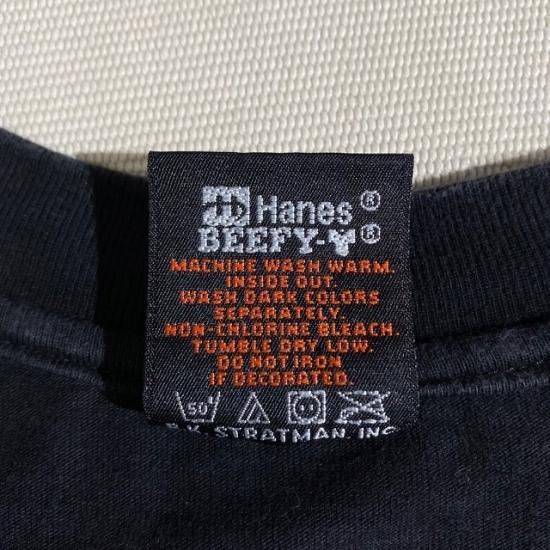 Hanes®
BEEFY-T®
MACHINE WASH WARM.
INSIDE OUT.
WASH DARK COLORS
SEPARATELY.
NON-CHLORINE BLEACH.
TUMBLE DRY LOW.
DO NOT IRON
IF DECORATED.
50°
STRATMAN, INC.